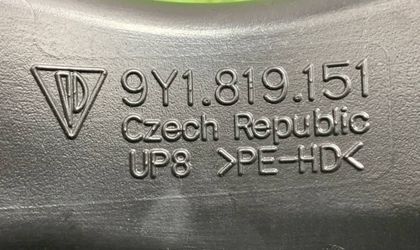 9Y1.819.151
Czech Republic
UP8 >PE-HD<